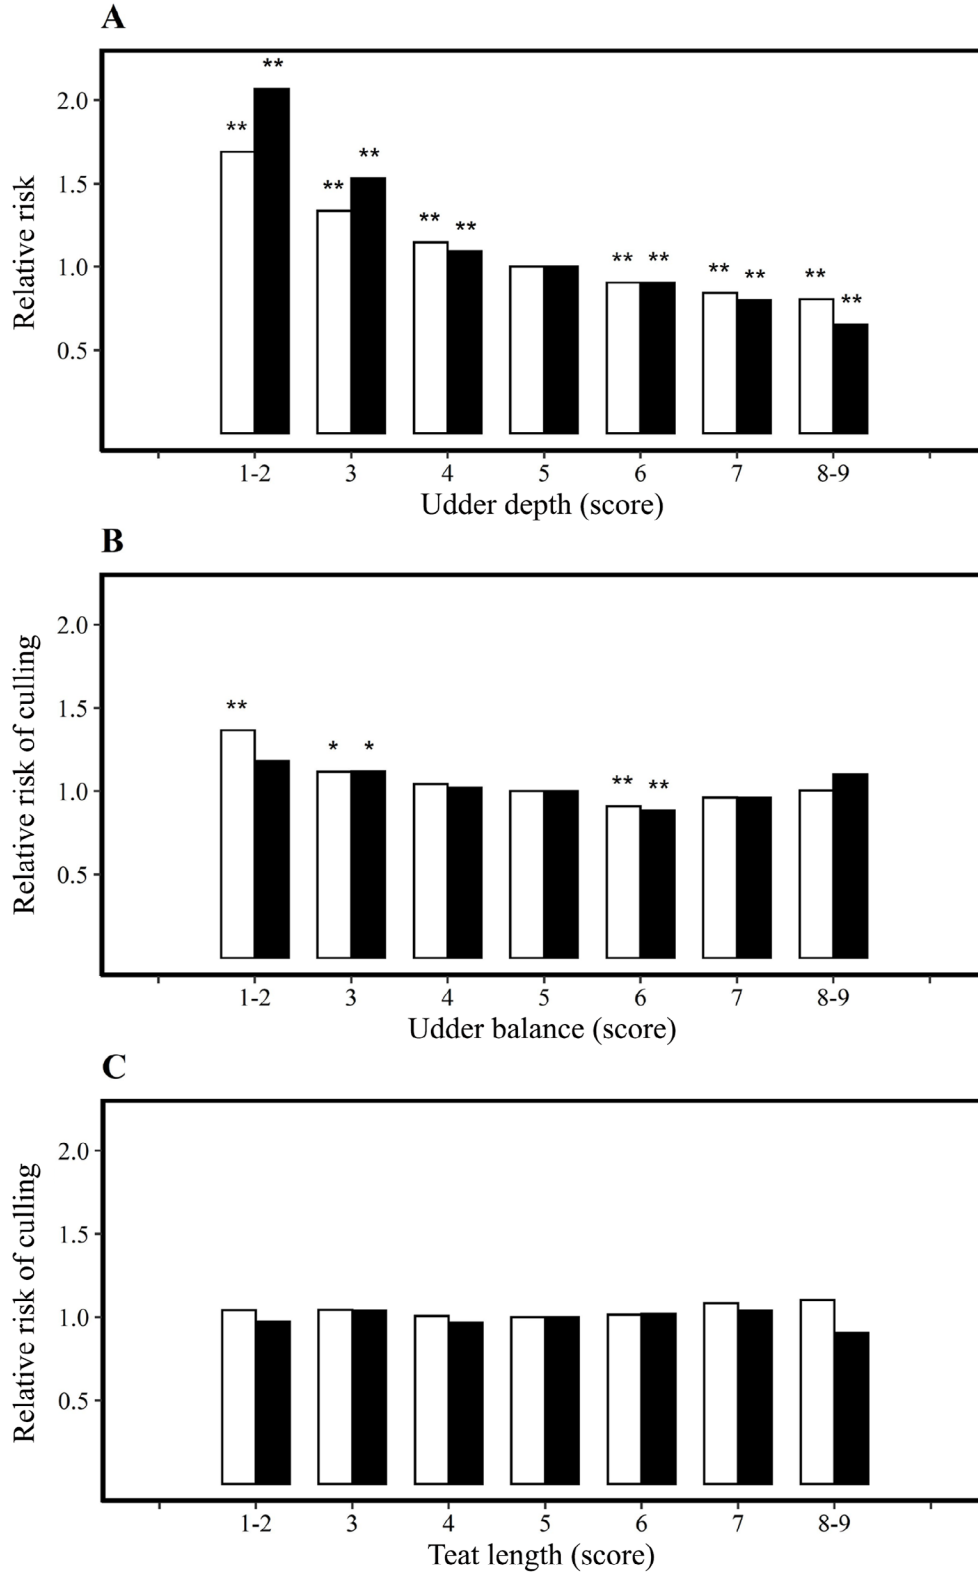 A
**
**
**
**
**
**
**
**
**
**
**
**
2.0
1.5
1.0
0.5
Relative risk
1-2 3 4 5 6 7 8-9
Udder depth (score)
B
**
* *
** **
2.0
1.5
1.0
0.5
Relative risk of culling
1-2 3 4 5 6 7 8-9
Udder balance (score)
C
2.0
1.5
1.0
0.5
Relative risk of culling
1-2 3 4 5 6 7 8-9
Teat length (score)